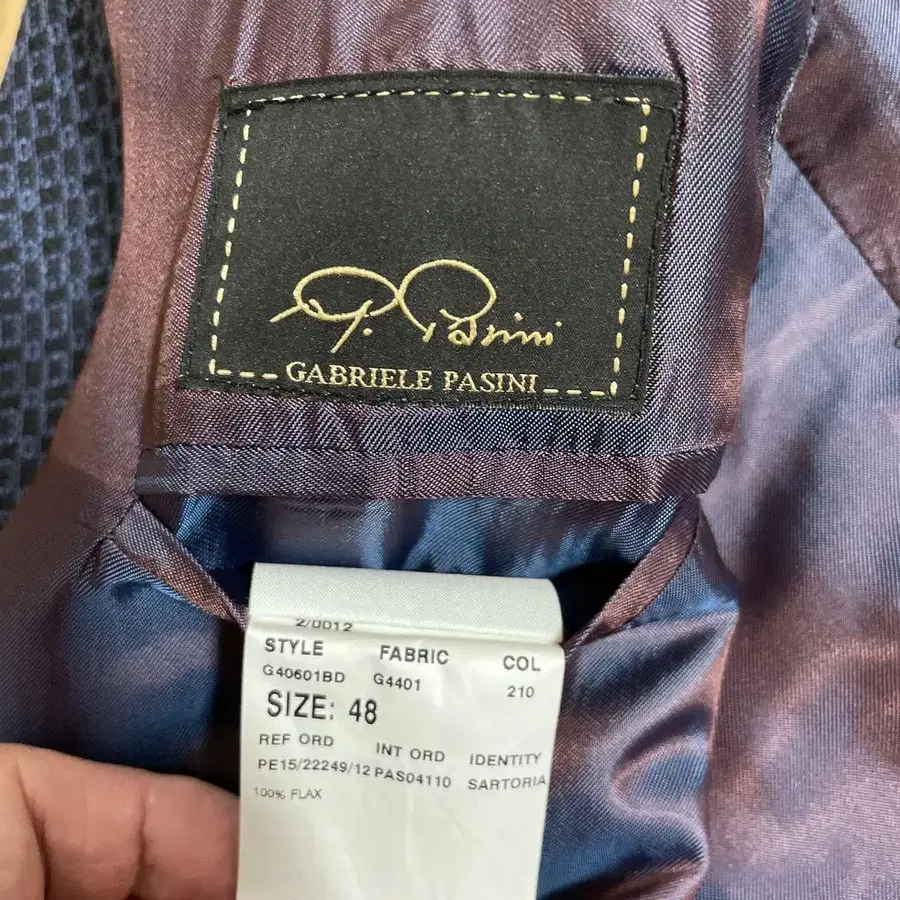 G. Pasini
GABRIELE PASINI
2/0012
STYLE FABRIC COL
G40601BD G4401 210
SIZE: 48
REF ORD INT ORD IDENTITY
PE15/22249/12 PAS04110 SARTORIA
100% FLAX